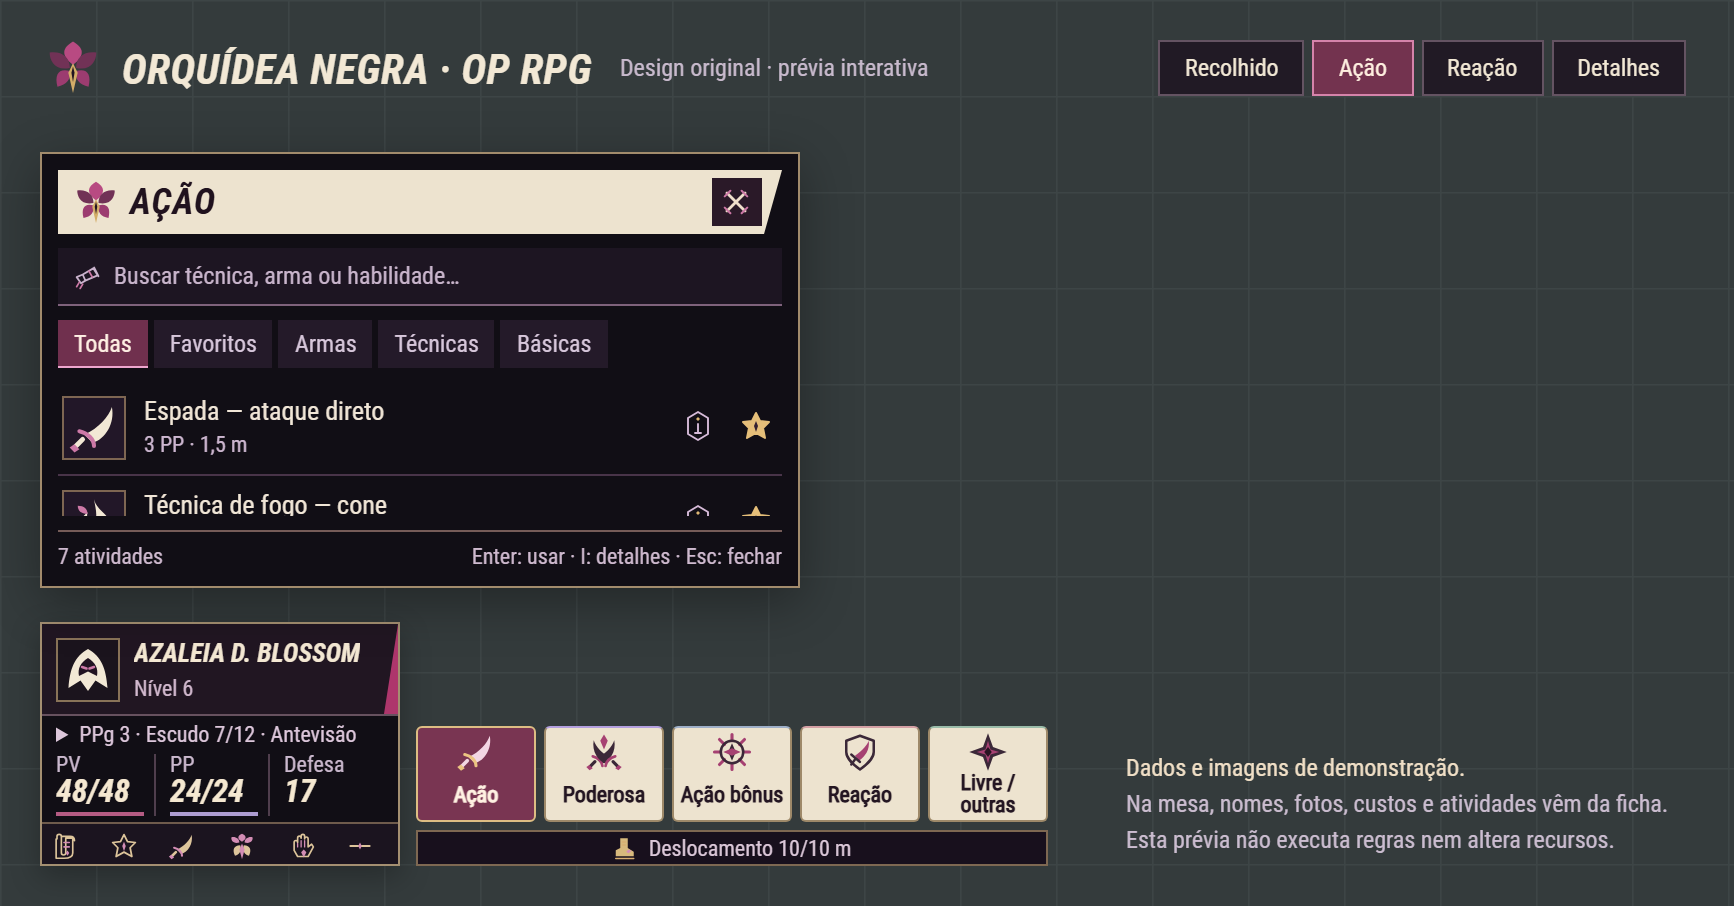 ORQUÍDEA NEGRA · OP RPG
Design original · prévia interativa
Recolhido
Ação
Reação
Detalhes
AÇÃO
Buscar técnica, arma ou habilidade…
Todas
Favoritos
Armas
Técnicas
Básicas
Espada — ataque direto
3 PP · 1,5 m
Técnica de fogo — cone
7 atividades
Enter: usar · I: detalhes · Esc: fechar
AZALEIA D. BLOSSOM
Nível 6
PPg 3 · Escudo 7/12 · Antevisão
PV
PP
Defesa
48/48
24/24
17
Ação
Poderosa
Ação bônus
Reação
Livre /
outras
Deslocamento 10/10 m
Dados e imagens de demonstração.
Na mesa, nomes, fotos, custos e atividades vêm da ficha.
Esta prévia não executa regras nem altera recursos.